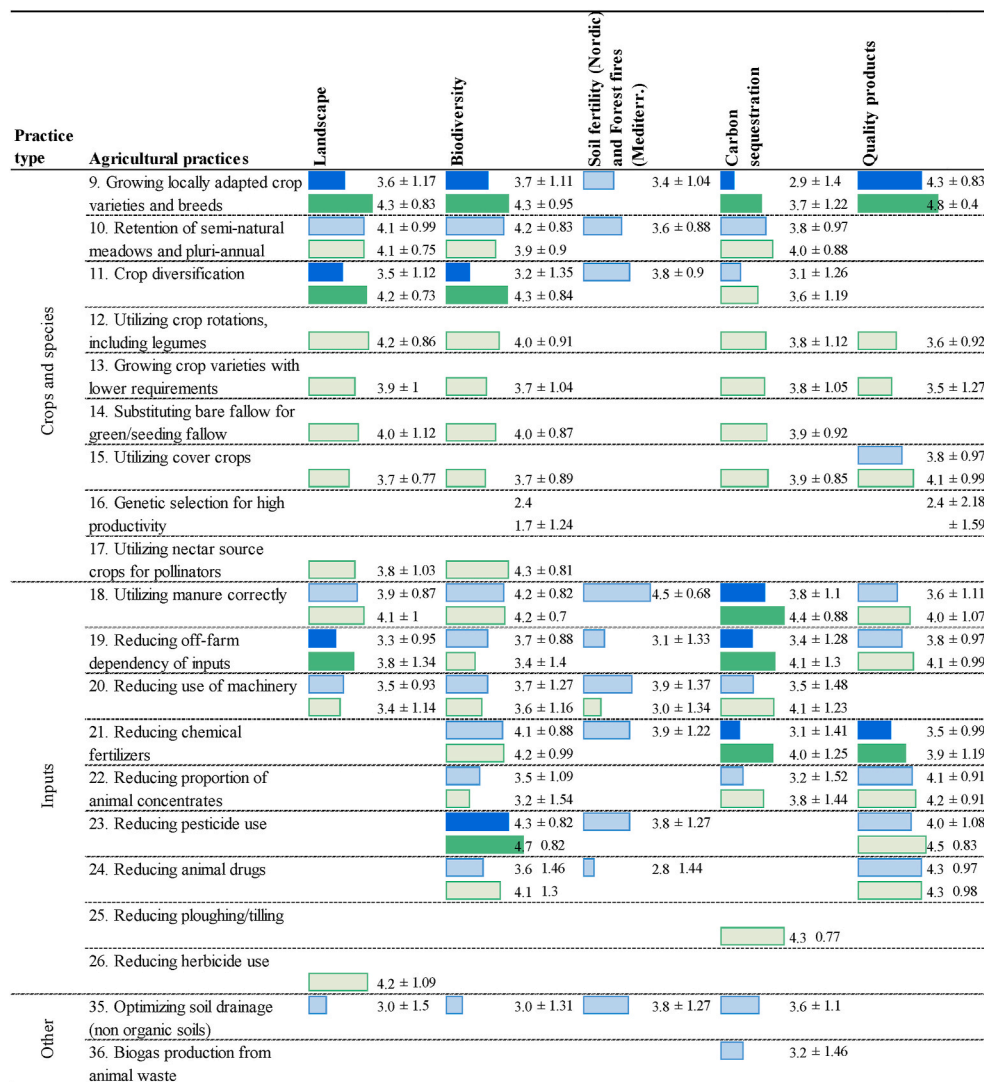 Practice type
Agricultural practices
Landscape
Biodiversity
Soil fertility (Nordic) and Forest fires (Mediterr.)
Carbon sequestration
Quality products
Crops and species
9. Growing locally adapted crop 3.6 ± 1.17 3.7 ± 1.11 3.4 ± 1.04 2.9 ± 1.4 4.3 ± 0.83
varieties and breeds 4.3 ± 0.83 4.3 ± 0.95 3.7 ± 1.22 4.8 ± 0.4
10. Retention of semi-natural 4.1 ± 0.99 4.2 ± 0.83 3.6 ± 0.88 3.8 ± 0.97
meadows and pluri-annual 4.1 ± 0.75 3.9 ± 0.9 4.0 ± 0.88
11. Crop diversification 3.5 ± 1.12 3.2 ± 1.35 3.8 ± 0.9 3.1 ± 1.26
4.2 ± 0.73 4.3 ± 0.84 3.6 ± 1.19
12. Utilizing crop rotations,
including legumes 4.2 ± 0.86 4.0 ± 0.91 3.8 ± 1.12 3.6 ± 0.92
13. Growing crop varieties with
lower requirements 3.9 ± 1 3.7 ± 1.04 3.8 ± 1.05 3.5 ± 1.27
14. Substituting bare fallow for
green/seeding fallow 4.0 ± 1.12 4.0 ± 0.87 3.9 ± 0.92
15. Utilizing cover crops 3.8 ± 0.97
3.7 ± 0.77 3.7 ± 0.89 3.9 ± 0.85 4.1 ± 0.99
16. Genetic selection for high 2.4 2.4 ± 2.18
productivity 1.7 ± 1.24 ± 1.59
17. Utilizing nectar source
crops for pollinators 3.8 ± 1.03 4.3 ± 0.81
Inputs
18. Utilizing manure correctly 3.9 ± 0.87 4.2 ± 0.82 4.5 ± 0.68 3.8 ± 1.1 3.6 ± 1.11
4.1 ± 1 4.2 ± 0.7 4.4 ± 0.88 4.0 ± 1.07
19. Reducing off-farm 3.3 ± 0.95 3.7 ± 0.88 3.1 ± 1.33 3.4 ± 1.28 3.8 ± 0.97
dependency of inputs 3.8 ± 1.34 3.4 ± 1.4 4.1 ± 1.3 4.1 ± 0.99
20. Reducing use of machinery 3.5 ± 0.93 3.7 ± 1.27 3.9 ± 1.37 3.5 ± 1.48
3.4 ± 1.14 3.6 ± 1.16 3.0 ± 1.34 4.1 ± 1.23
21. Reducing chemical 4.1 ± 0.88 3.9 ± 1.22 3.1 ± 1.41 3.5 ± 0.99
fertilizers 4.2 ± 0.99 4.0 ± 1.25 3.9 ± 1.19
22. Reducing proportion of 3.5 ± 1.09 3.2 ± 1.52 4.1 ± 0.91
animal concentrates 3.2 ± 1.54 3.8 ± 1.44 4.2 ± 0.91
23. Reducing pesticide use 4.3 ± 0.82 3.8 ± 1.27 4.0 ± 1.08
4.7 0.82 4.5 0.83
24. Reducing animal drugs 3.6 1.46 2.8 1.44 4.3 0.97
4.1 1.3 4.3 0.98
25. Reducing ploughing/tilling
4.3 0.77
26. Reducing herbicide use
4.2 ± 1.09
Other
35. Optimizing soil drainage 3.0 ± 1.5 3.0 ± 1.31 3.8 ± 1.27 3.6 ± 1.1
(non organic soils)
36. Biogas production from 3.2 ± 1.46
animal waste